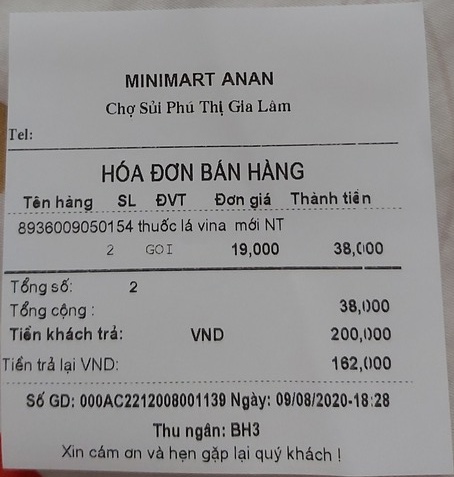 MINIMART ANAN
Chợ Sủi Phú Thị Gia Lâm
Tel:
HÓA ĐƠN BÁN HÀNG
Tên hàng SL ĐVT Đơn giá Thành tiền
8936009050154 thuốc lá vina mới NT
2 GOI 19,000 38,000
Tổng số: 2
Tổng cộng : 38,000
Tiền khách trả: VND 200,000
Tiền trả lại VND: 162,000
Số GD: 000AC2212008001139 Ngày: 09/08/2020-18:28
Thu ngân: BH3
Xin cám ơn và hẹn gặp lại quý khách !